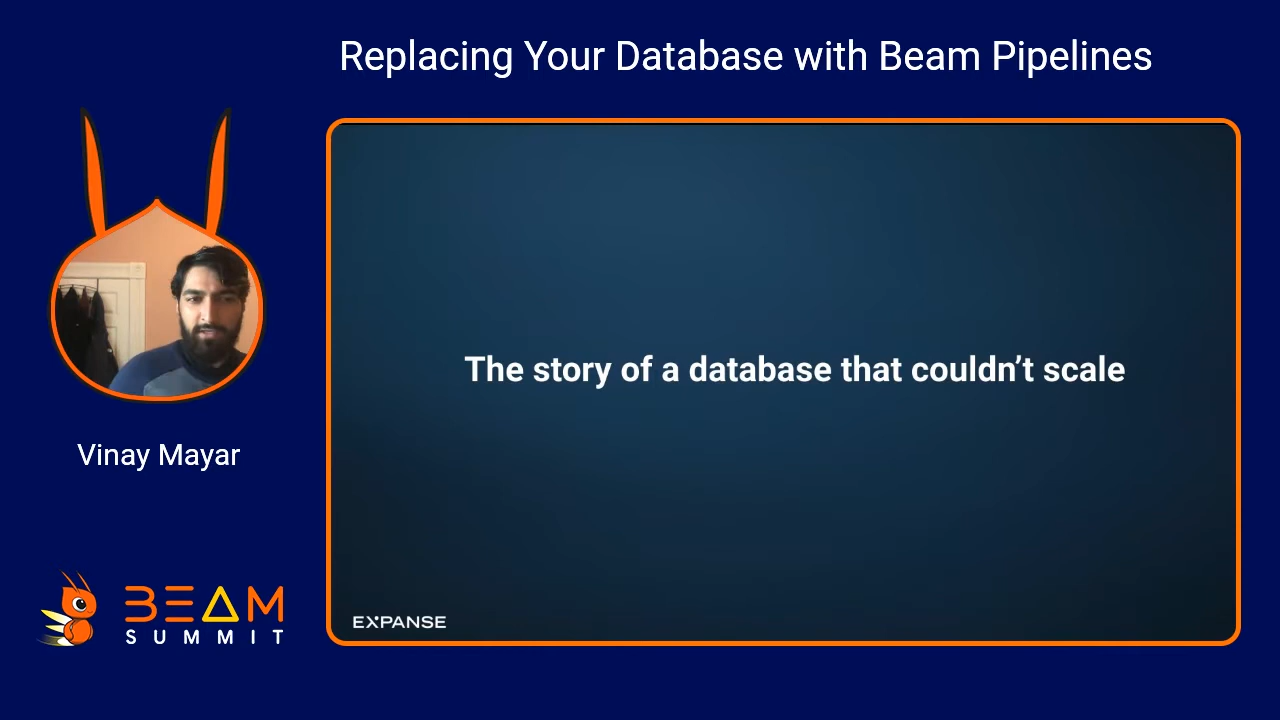 Replacing Your Database with Beam Pipelines
The story of a database that couldn’t scale
EXPANSE
Vinay Mayar
BEAM
SUMMIT